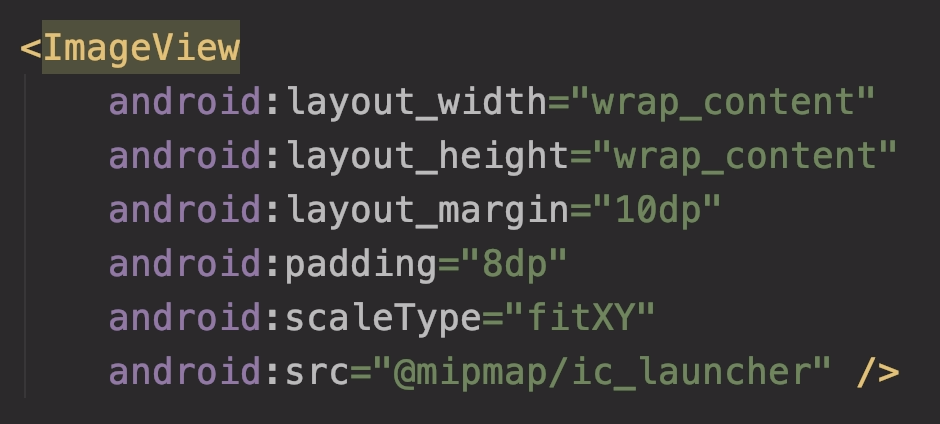 <ImageView
android:layout_width="wrap_content"
android:layout_height="wrap_content"
android:layout_margin="10dp"
android:padding="8dp"
android:scaleType="fitXY"
android:src="@mipmap/ic_launcher" />